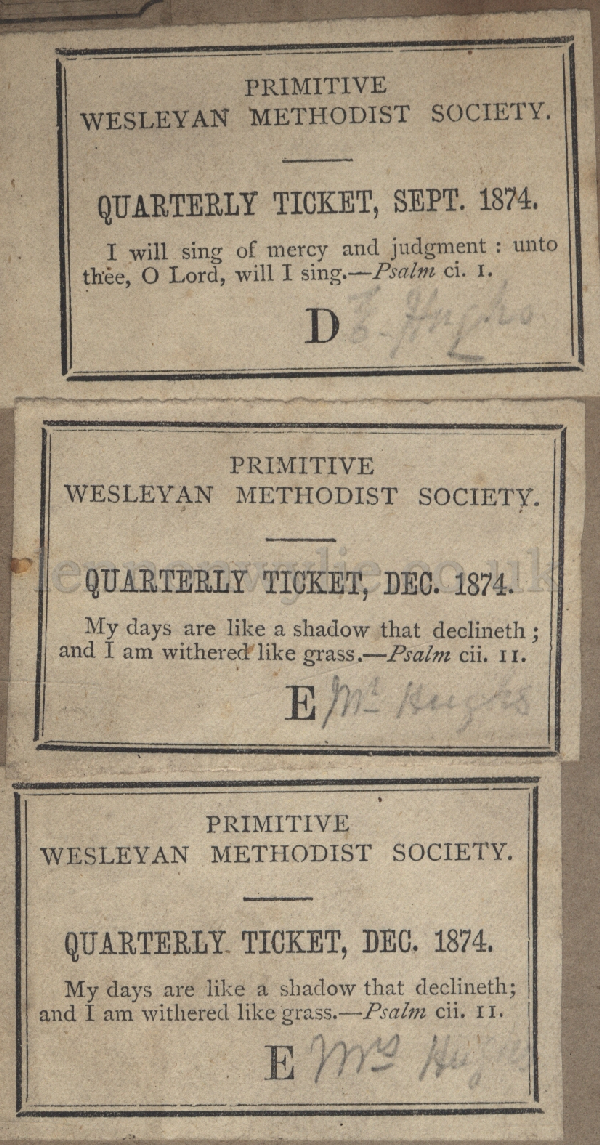 PRIMITIVE
WESLEYAN METHODIST SOCIETY.
QUARTERLY TICKET, SEPT. 1874.
I will sing of mercy and judgment : unto
thee, O Lord, will I sing.—Psalm ci. 1.
D Hughs
PRIMITIVE
WESLEYAN METHODIST SOCIETY.
QUARTERLY TICKET, DEC. 1874.
My days are like a shadow that declineth ;
and I am withered like grass.—Psalm cii. 11.
E Mr Hughs
PRIMITIVE
WESLEYAN METHODIST SOCIETY.
QUARTERLY TICKET, DEC. 1874.
My days are like a shadow that declineth;
and I am withered like grass.—Psalm cii. 11.
E Mrs Hughes